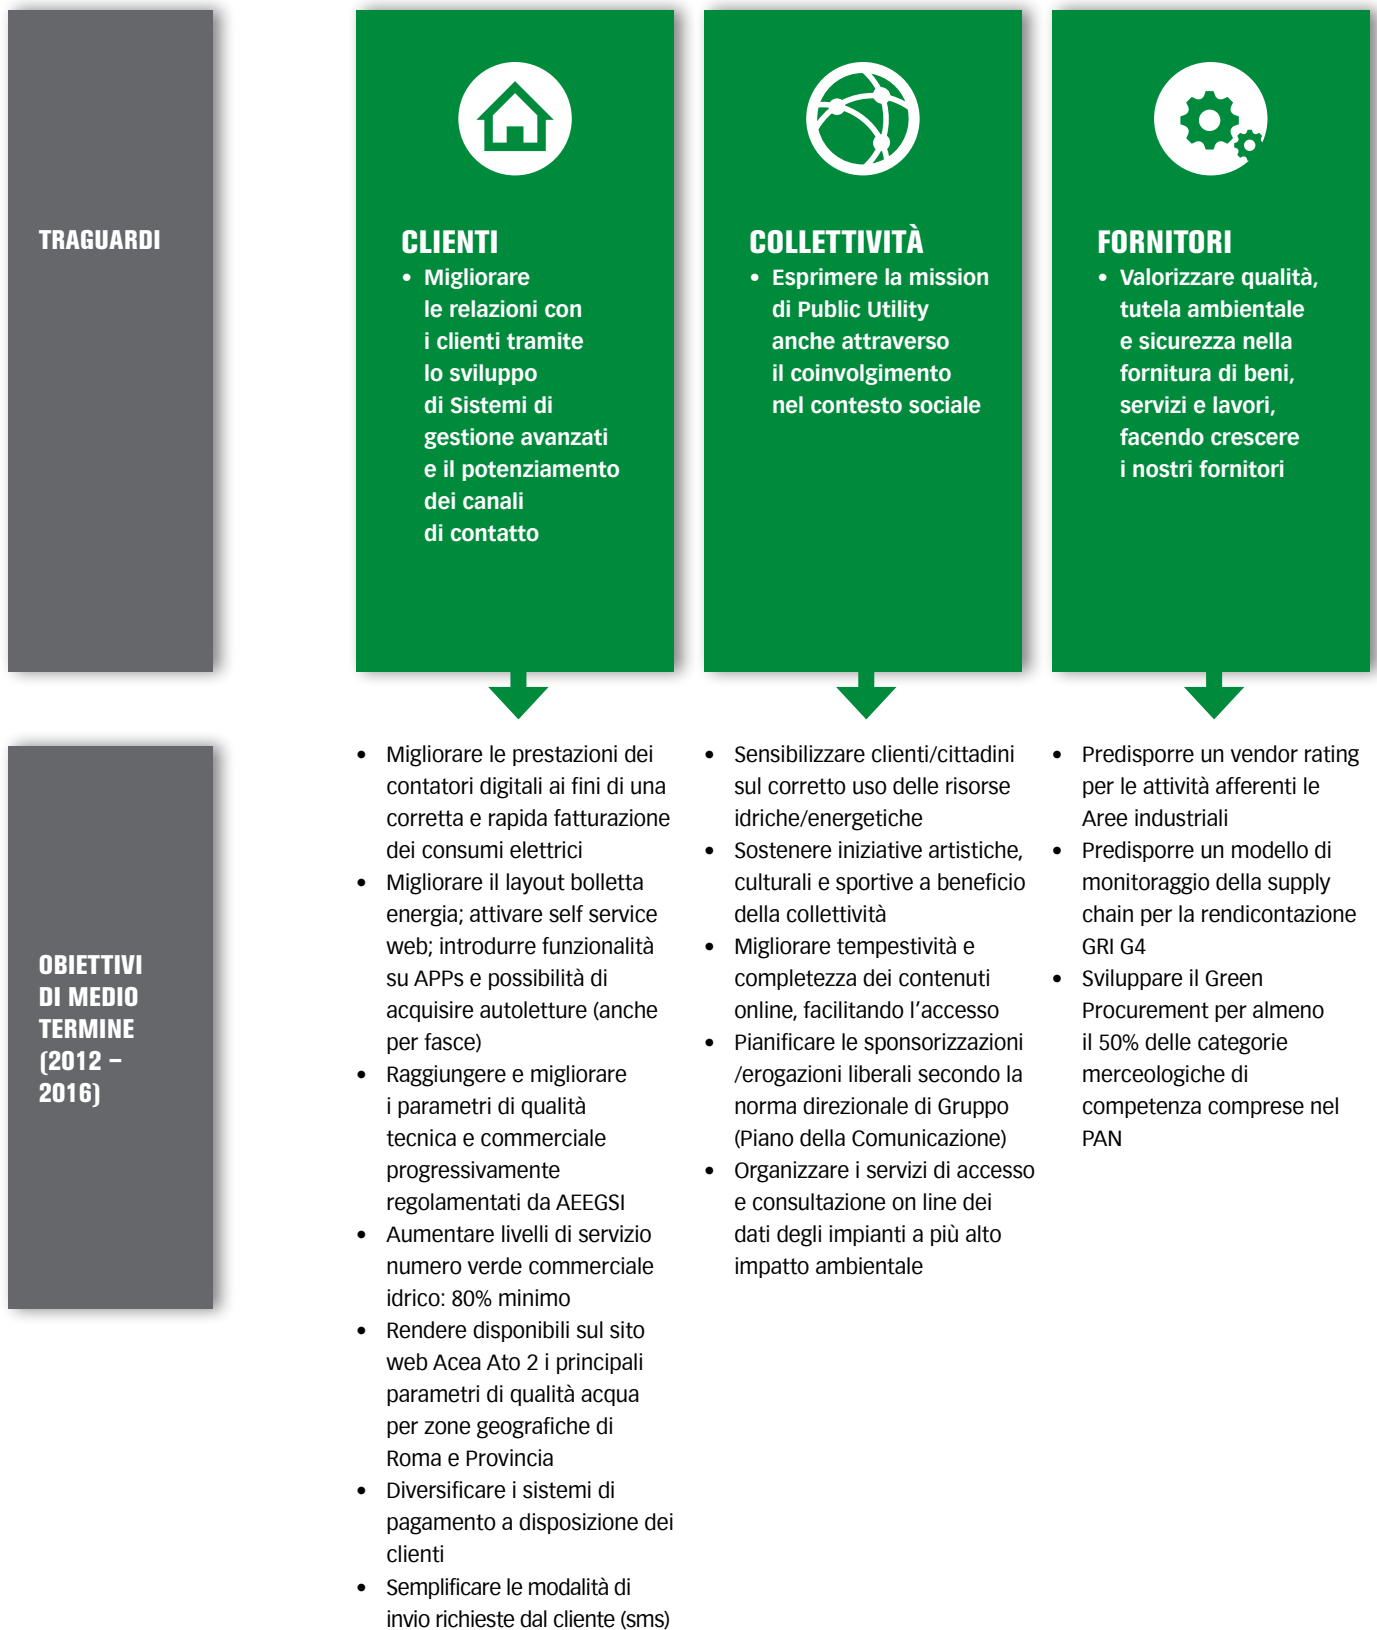 TRAGUARDI
CLIENTI
• Migliorare
le relazioni con
i clienti tramite
lo sviluppo
di Sistemi di
gestione avanzati
e il potenziamento
dei canali
di contatto
COLLETTIVITÀ
• Esprimere la mission
di Public Utility
anche attraverso
il coinvolgimento
nel contesto sociale
FORNITORI
• Valorizzare qualità,
tutela ambientale
e sicurezza nella
fornitura di beni,
servizi e lavori,
facendo crescere
i nostri fornitori
OBIETTIVI
DI MEDIO
TERMINE
(2012 –
2016)
• Migliorare le prestazioni dei
contatori digitali ai fini di una
corretta e rapida fatturazione
dei consumi elettrici
• Migliorare il layout bolletta
energia; attivare self service
web; introdurre funzionalità
su APPs e possibilità di
acquisire autoletture (anche
per fasce)
• Raggiungere e migliorare
i parametri di qualità
tecnica e commerciale
progressivamente
regolamentati da AEEGSI
• Aumentare livelli di servizio
numero verde commerciale
idrico: 80% minimo
• Rendere disponibili sul sito
web Acea Ato 2 i principali
parametri di qualità acqua
per zone geografiche di
Roma e Provincia
• Diversificare i sistemi di
pagamento a disposizione dei
clienti
• Semplificare le modalità di
invio richieste dal cliente (sms)
• Sensibilizzare clienti/cittadini
sul corretto uso delle risorse
idriche/energetiche
• Sostenere iniziative artistiche,
culturali e sportive a beneficio
della collettività
• Migliorare tempestività e
completezza dei contenuti
online, facilitando l'accesso
• Pianificare le sponsorizzazioni
/erogazioni liberali secondo la
norma direzionale di Gruppo
(Piano della Comunicazione)
• Organizzare i servizi di accesso
e consultazione on line dei
dati degli impianti a più alto
impatto ambientale
• Predisporre un vendor rating
per le attività afferenti le
Aree industriali
• Predisporre un modello di
monitoraggio della supply
chain per la rendicontazione
GRI G4
• Sviluppare il Green
Procurement per almeno
il 50% delle categorie
merceologiche di
competenza comprese nel
PAN